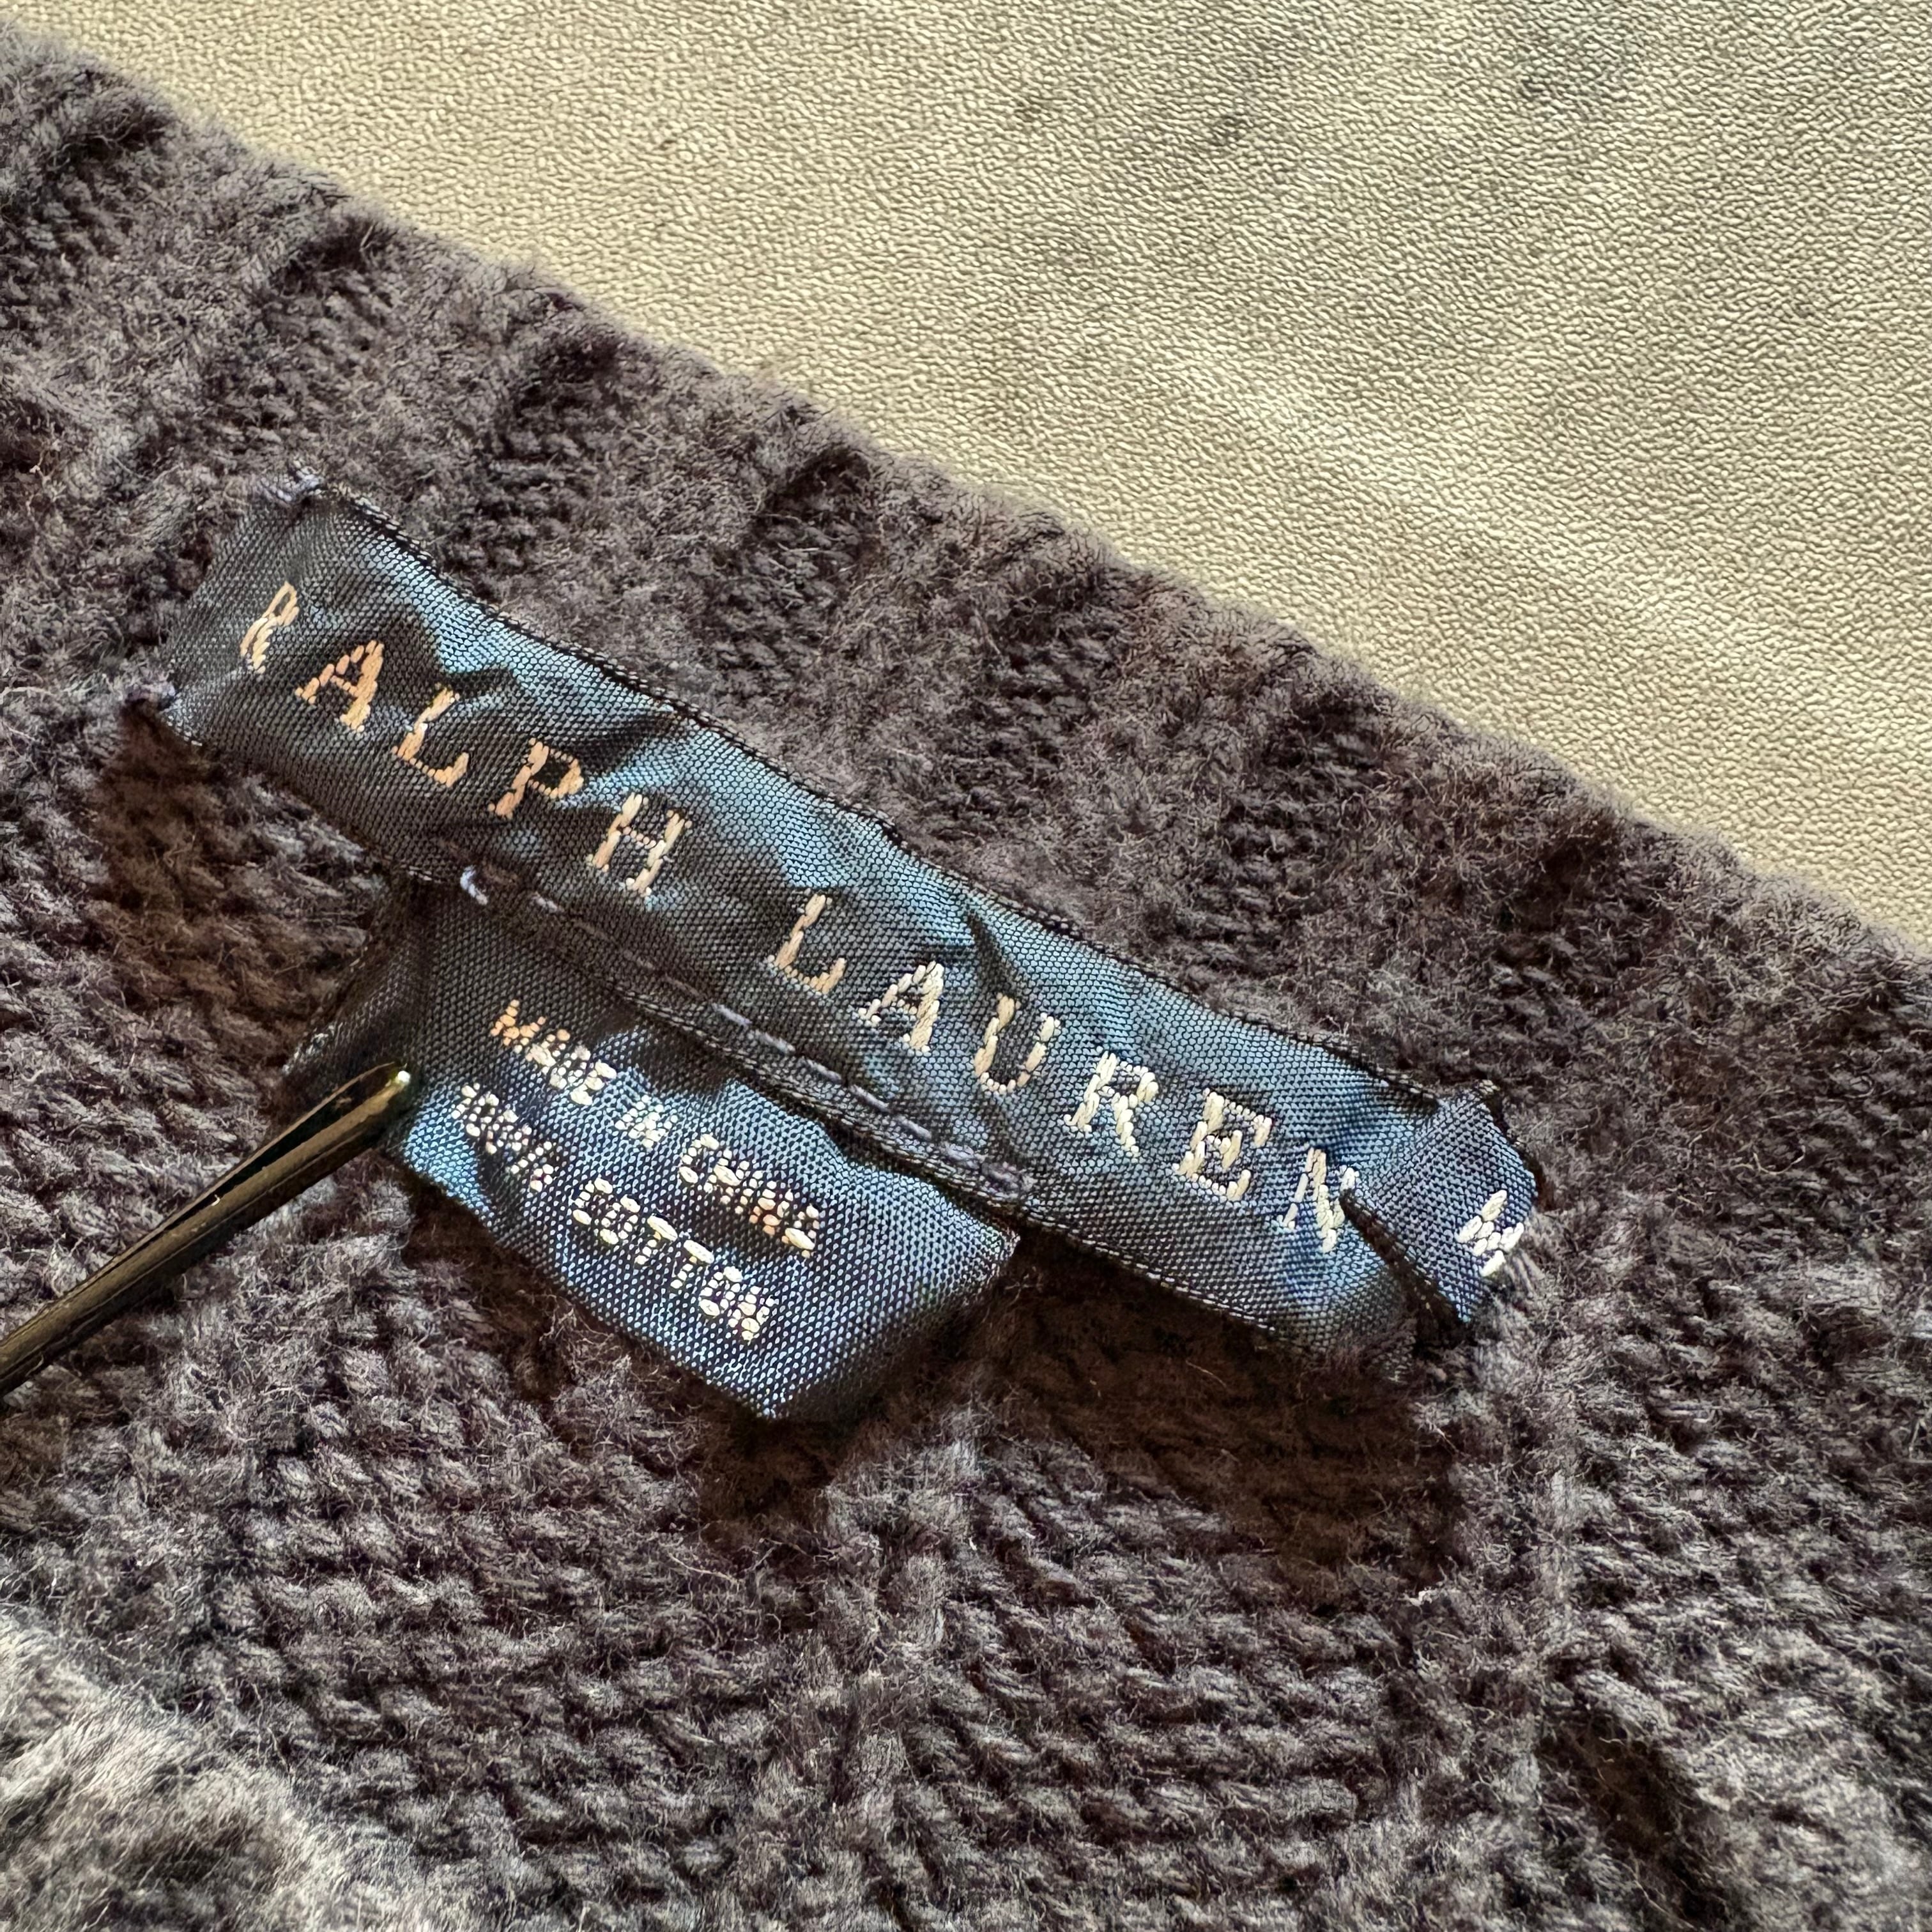 RALPH LAUREN
M
MADE IN CHINA
100% COTTON